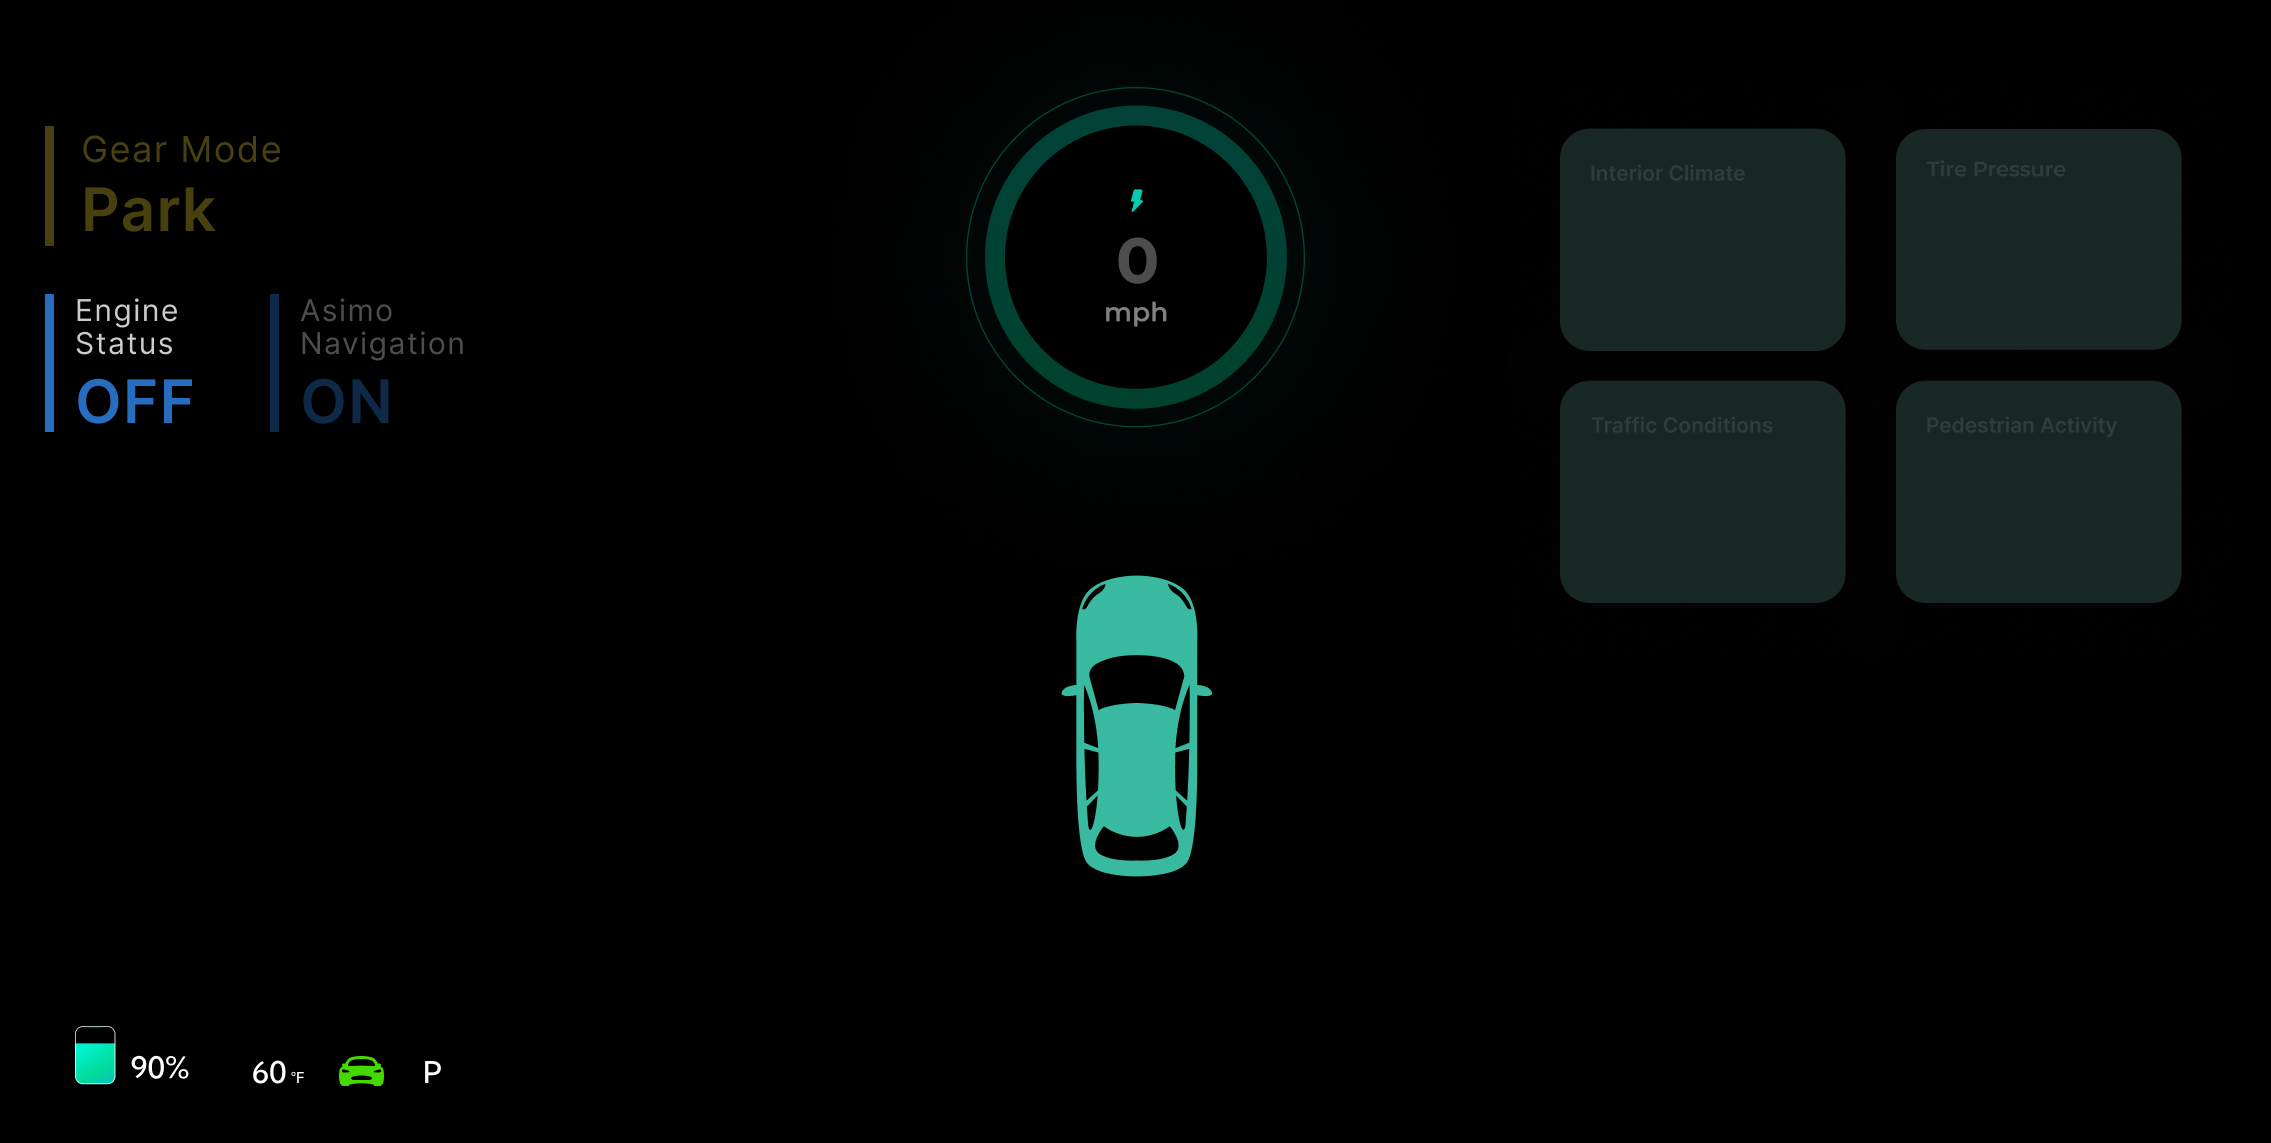 Gear Mode
Park
Engine
Status
OFF
Asimo
Navigation
ON
0
mph
Interior Climate
Tire Pressure
Traffic Conditions
Pedestrian Activity
90%
60 °F
P